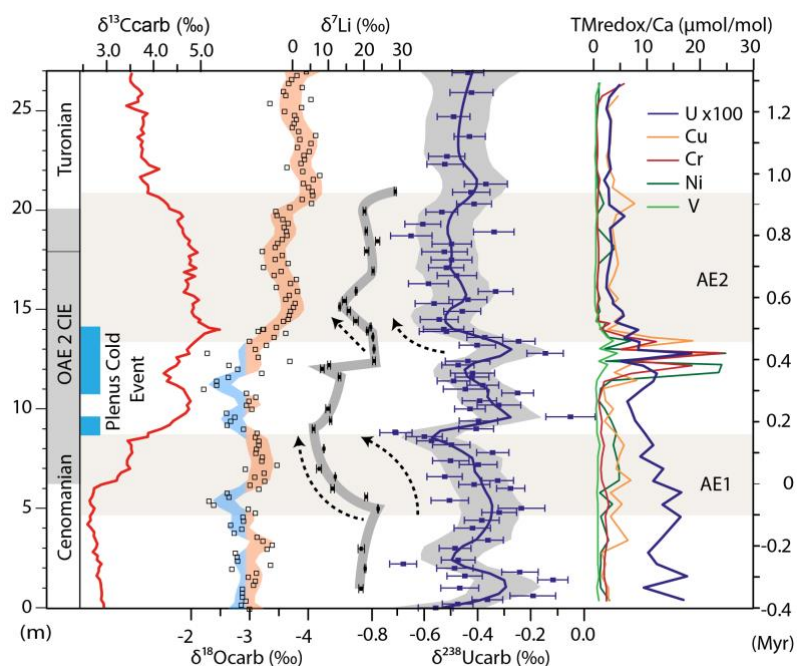 δ¹³Ccarb (‰) δ⁷Li (‰) TMredox/Ca (μmol/mol)
3.0 4.0 5.0 0 10 20 30 0 10 20 30
Turonian
OAE 2 CIE
Cenomanian
Plenus Cold
Event
U x100
Cu
Cr
Ni
V
AE2
AE1
25
20
15
10
5
0
1.2
1.0
0.8
0.6
0.4
0.2
0
-0.2
-0.4
(m) -2 -3 -4 -0.8 -0.6 -0.4 -0.2 0.0 (Myr)
δ¹⁸Ocarb (‰) δ²³⁸Ucarb (‰)